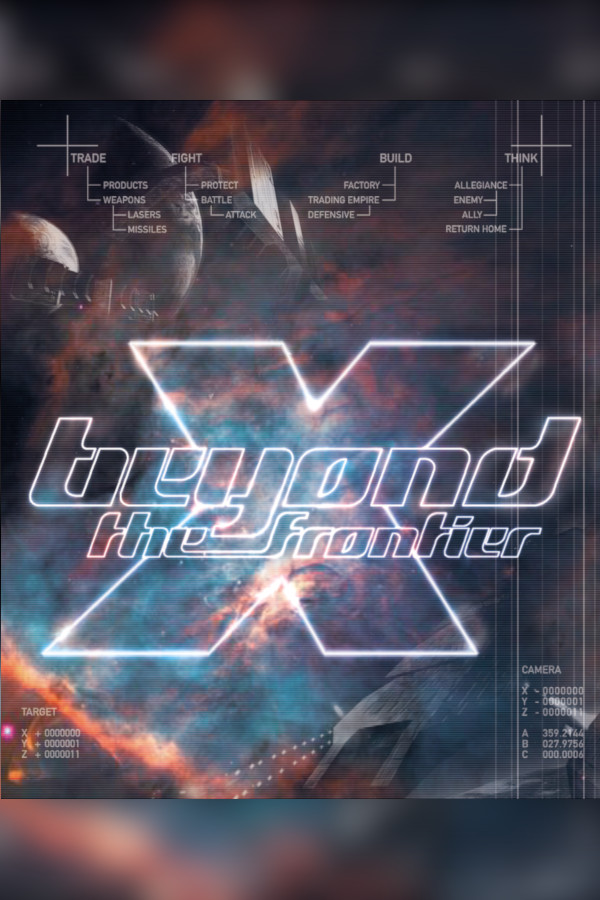 TRADE FIGHT BUILD THINK
PRODUCTS PROTECT FACTORY ALLEGIANCE
WEAPONS BATTLE TRADING EMPIRE ENEMY
LASERS ATTACK DEFENSIVE ALLY
MISSILES RETURN HOME
X
beyond
the frontier
CAMERA
X - 0000000
Y - 0000001
Z - 0000011
A 359.2144
B 027.9756
C 000.0006
TARGET
X + 0000000
Y + 0000001
Z + 0000011